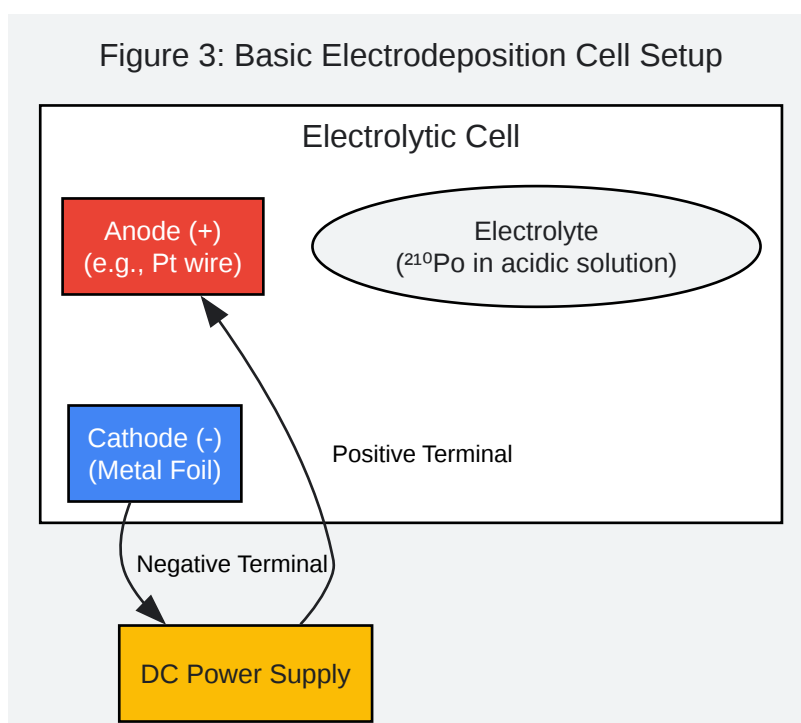 Figure 3: Basic Electrodeposition Cell Setup
Electrolytic Cell
Anode (+)
(e.g., Pt wire)
Electrolyte
(²¹⁰Po in acidic solution)
Cathode (-)
(Metal Foil)
Positive Terminal
Negative Terminal
DC Power Supply